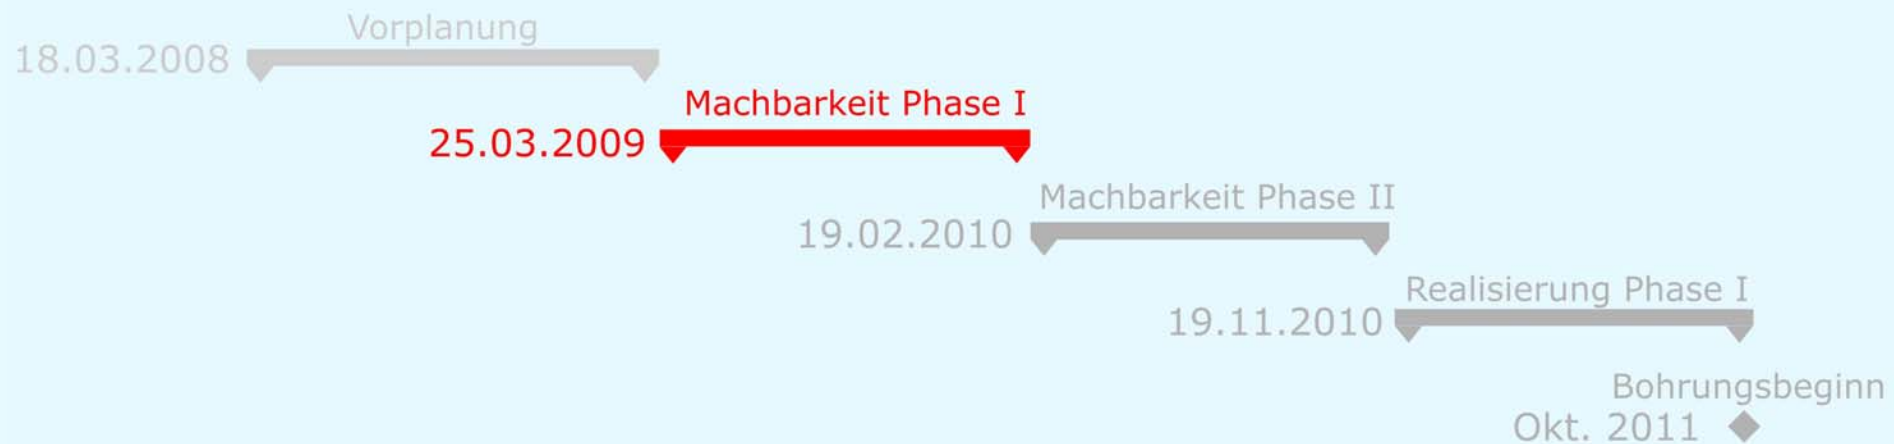 Vorplanung
18.03.2008
Machbarkeit Phase I
25.03.2009
Machbarkeit Phase II
19.02.2010
Realisierung Phase I
19.11.2010
Bohrungsbeginn
Okt. 2011